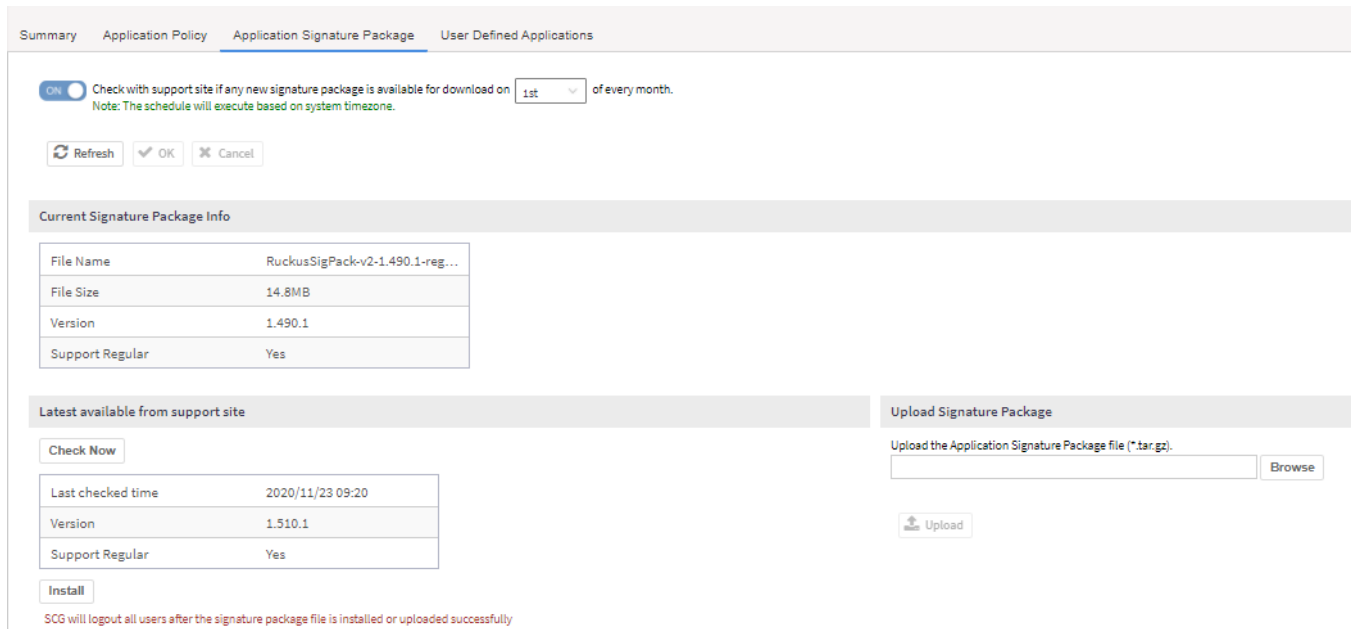 Summary Application Policy Application Signature Package User Defined Applications
ON Check with support site if any new signature package is available for download on 1st of every month.
Note: The schedule will execute based on system timezone.
Refresh OK Cancel
Current Signature Package Info
File Name RuckusSigPack-v2-1.490.1-reg...
File Size 14.8MB
Version 1.490.1
Support Regular Yes
Latest available from support site
Check Now
Last checked time 2020/11/23 09:20
Version 1.510.1
Support Regular Yes
Install
SCG will logout all users after the signature package file is installed or uploaded successfully
Upload Signature Package
Upload the Application Signature Package file (*.tar.gz).
Browse
Upload